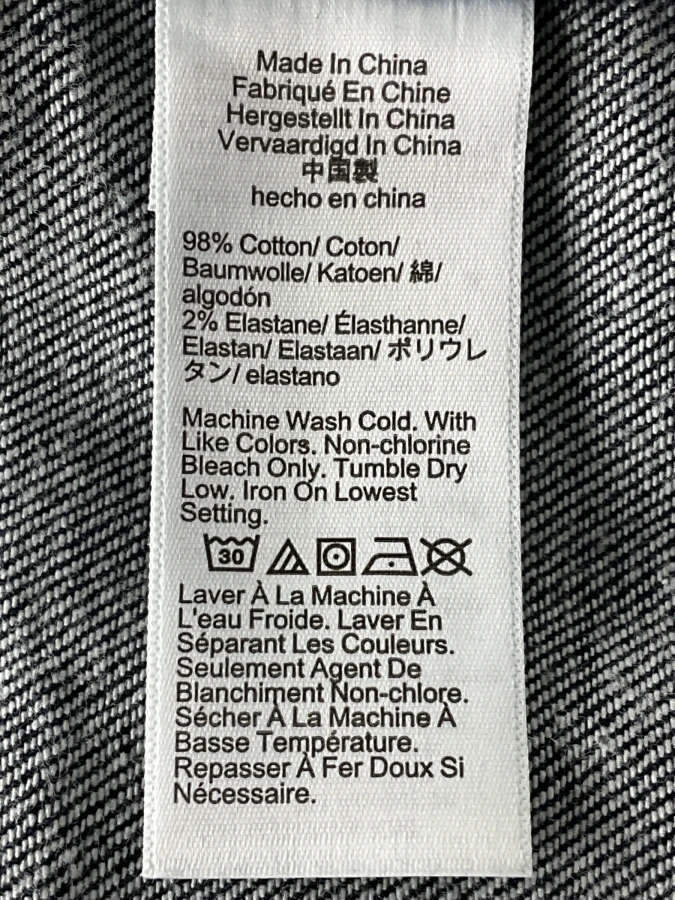 Made In China
Fabriqué En Chine
Hergestellt In China
Vervaardigd In China
中国製
hecho en china
98% Cotton/ Coton/
Baumwolle/ Katoen/ 綿/
algodón
2% Elastane/ Élasthanne/
Elastan/ Elastaan/ ポリウレ
タン/ elastano
Machine Wash Cold. With
Like Colors. Non-chlorine
Bleach Only. Tumble Dry
Low. Iron On Lowest
Setting.
30
Laver À La Machine À
L'eau Froide. Laver En
Séparant Les Couleurs.
Seulement Agent De
Blanchiment Non-chlore.
Sécher À La Machine À
Basse Température.
Repasser À Fer Doux Si
Nécessaire.